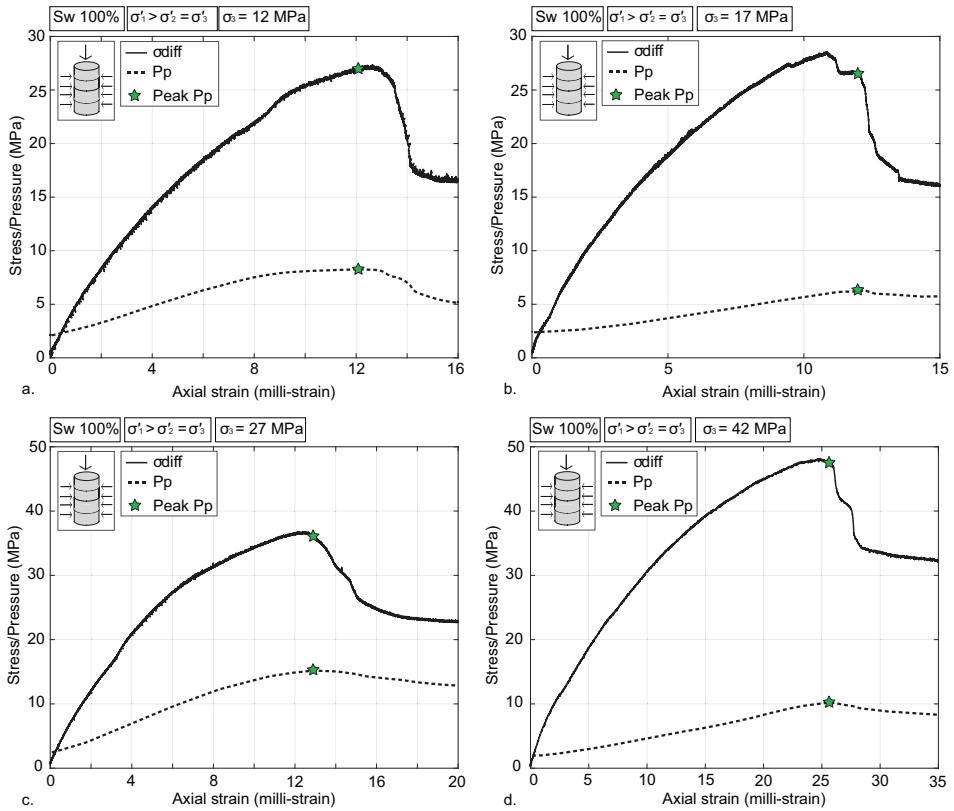 Sw 100% σ′₁ > σ′₂ = σ′₃ σ₃ = 12 MPa
30
25
20
15
10
5
0
Stress/Pressure (MPa)
σdiff
Pp
Peak Pp
0 4 8 12 16
Axial strain (milli-strain)
a.
Sw 100% σ′₁ > σ′₂ = σ′₃ σ₃ = 17 MPa
30
25
20
15
10
5
0
Stress/Pressure (MPa)
σdiff
Pp
Peak Pp
0 5 10 15
Axial strain (milli-strain)
b.
Sw 100% σ′₁ > σ′₂ = σ′₃ σ₃ = 27 MPa
50
40
30
20
10
0
Stress/Pressure (MPa)
σdiff
Pp
Peak Pp
0 4 8 12 16 20
Axial strain (milli-strain)
c.
Sw 100% σ′₁ > σ′₂ = σ′₃ σ₃ = 42 MPa
50
40
30
20
10
0
Stress/Pressure (MPa)
σdiff
Pp
Peak Pp
0 5 10 15 20 25 30 35
Axial strain (milli-strain)
d.